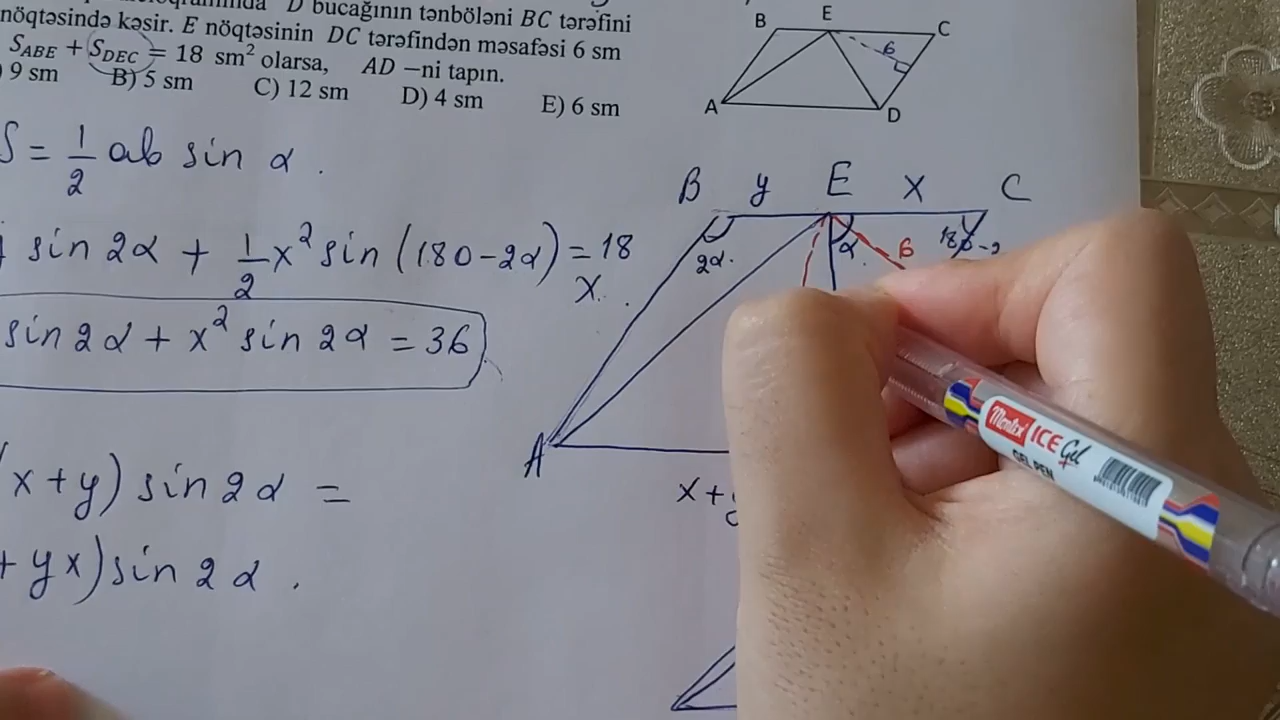 D bucağının tənböləni BC tərəfini
nöqtəsində kəsir. E nöqtəsinin DC tərəfindən məsafəsi 6 sm
S_ABE + S_DEC = 18 sm² olarsa, AD –ni tapın.
) 9 sm B) 5 sm C) 12 sm D) 4 sm E) 6 sm
B E C
6
A D
S = 1/2 ab sin α .
sin 2α + 1/2 x² sin (180-2α) = 18
x.
sin 2α + x² sin 2α = 36
(x+y) sin 2α =
+ yx) sin 2α .
B y E x C
2α. α. 6
A
x+y
Montex ICE Gel
GEL PEN